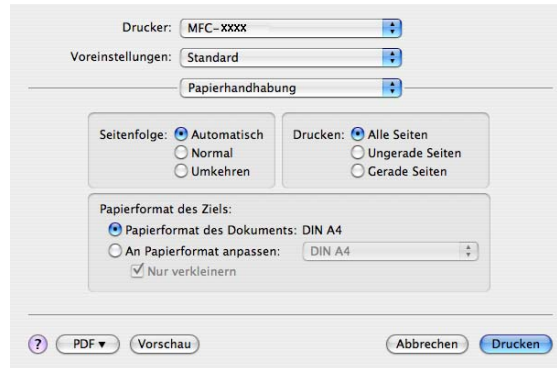 Drucker: MFC-xxxx
Voreinstellungen: Standard
Papierhandhabung
Seitenfolge: Automatisch
Normal
Umkehren
Drucken: Alle Seiten
Ungerade Seiten
Gerade Seiten
Papierformat des Ziels:
Papierformat des Dokuments: DIN A4
An Papierformat anpassen: DIN A4
Nur verkleinern
? PDF ▾ Vorschau Abbrechen Drucken